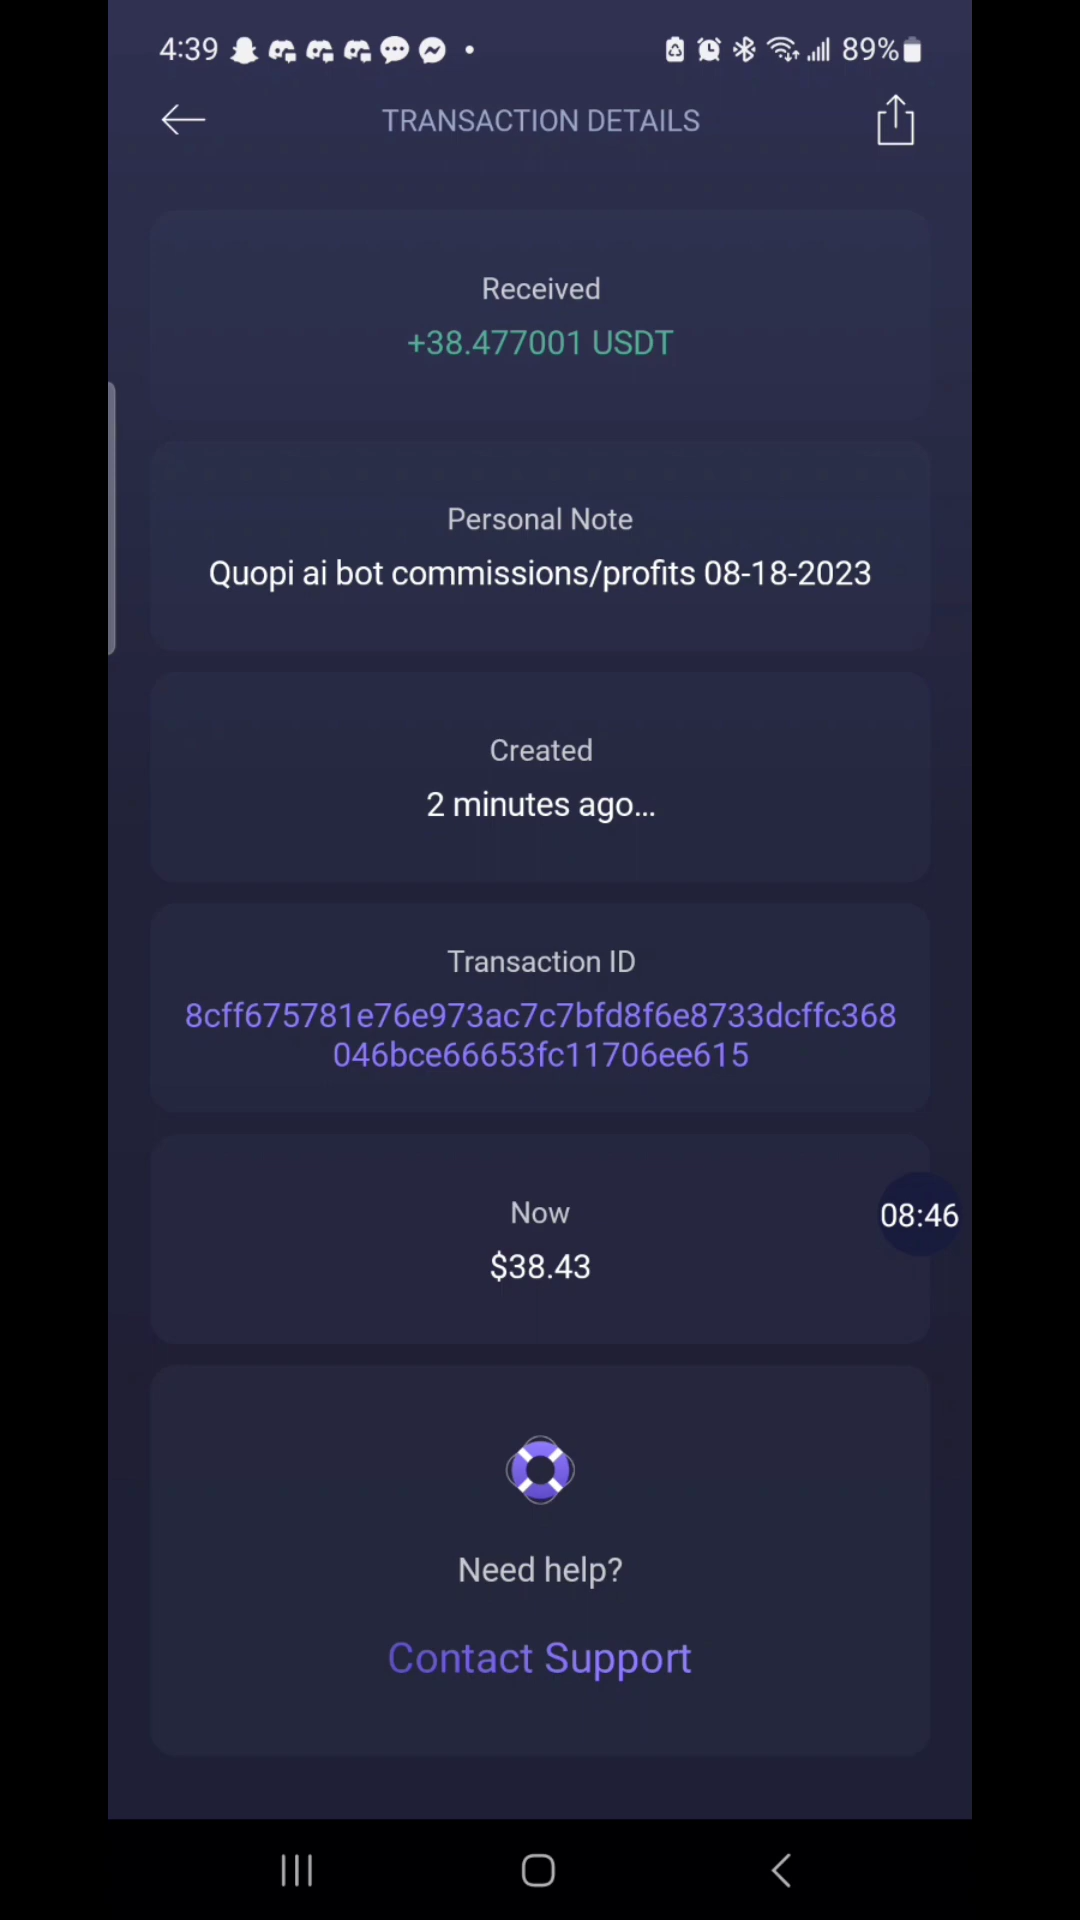 4:39 89%
TRANSACTION DETAILS
Received
+38.477001 USDT
Personal Note
Quopi ai bot commissions/profits 08-18-2023
Created
2 minutes ago...
Transaction ID
8cff675781e76e973ac7c7bfd8f6e8733dcffc368
046bce66653fc11706ee615
Now
08:46
$38.43
Need help?
Contact Support